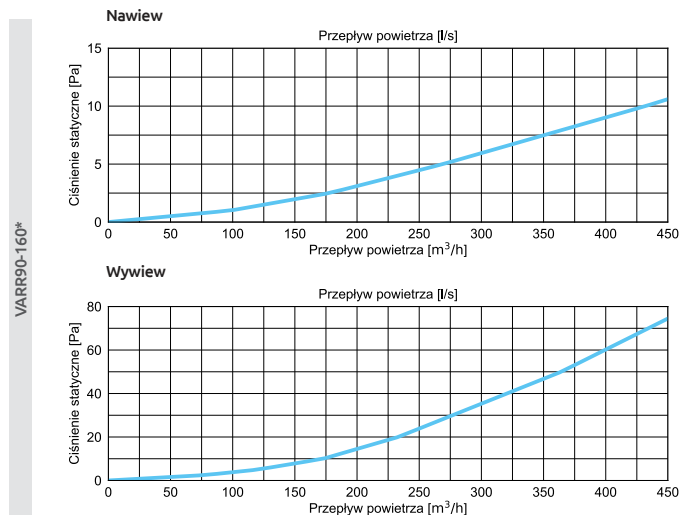 VARR90-160*
Nawiew
Przepływ powietrza [l/s]
Ciśnienie statyczne [Pa]
15
10
5
0
0 50 100 150 200 250 300 350 400 450
Przepływ powietrza [m³/h]
Wywiew
Przepływ powietrza [l/s]
Ciśnienie statyczne [Pa]
80
60
40
20
0
0 50 100 150 200 250 300 350 400 450
Przepływ powietrza [m³/h]